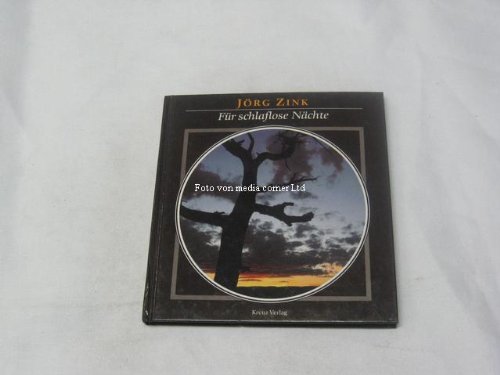 JÖRG ZINK
Für schlaflose Nächte
Foto von media corner Ltd
Kreuz Verlag